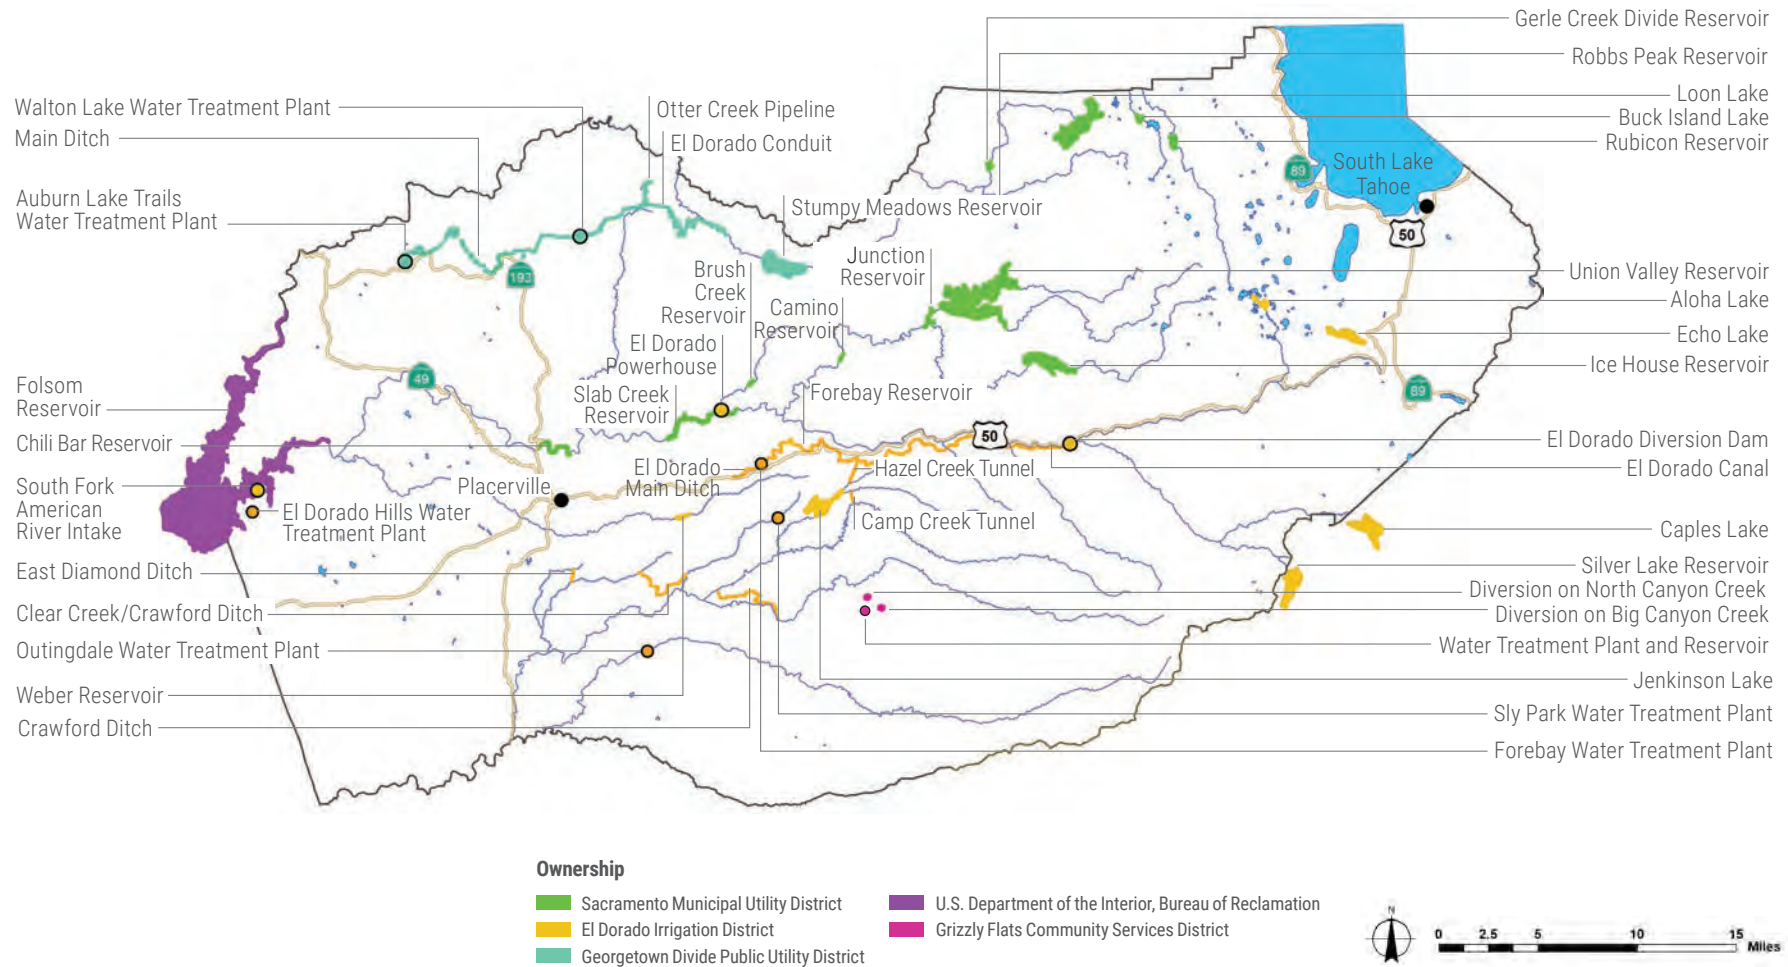 Gerle Creek Divide Reservoir
Robbs Peak Reservoir
Loon Lake
Buck Island Lake
Rubicon Reservoir
Walton Lake Water Treatment Plant
Main Ditch
Auburn Lake Trails
Water Treatment Plant
Otter Creek Pipeline
El Dorado Conduit
Stumpy Meadows Reservoir
89
South Lake
Tahoe
50
193
Brush
Creek
Reservoir
Junction
Reservoir
Camino
Reservoir
El Dorado
Powerhouse
Slab Creek
Reservoir
Forebay Reservoir
Union Valley Reservoir
Aloha Lake
Echo Lake
Ice House Reservoir
49
89
50
Folsom
Reservoir
Chili Bar Reservoir
South Fork
American
River Intake
El Dorado Hills Water
Treatment Plant
Placerville
El Dorado
Main Ditch
Hazel Creek Tunnel
Camp Creek Tunnel
El Dorado Diversion Dam
El Dorado Canal
Caples Lake
Silver Lake Reservoir
Diversion on North Canyon Creek
Diversion on Big Canyon Creek
Water Treatment Plant and Reservoir
Jenkinson Lake
Sly Park Water Treatment Plant
Forebay Water Treatment Plant
East Diamond Ditch
Clear Creek/Crawford Ditch
Outingdale Water Treatment Plant
Weber Reservoir
Crawford Ditch
Ownership
Sacramento Municipal Utility District
El Dorado Irrigation District
Georgetown Divide Public Utility District
U.S. Department of the Interior, Bureau of Reclamation
Grizzly Flats Community Services District
N
0 2.5 5 10 15
Miles